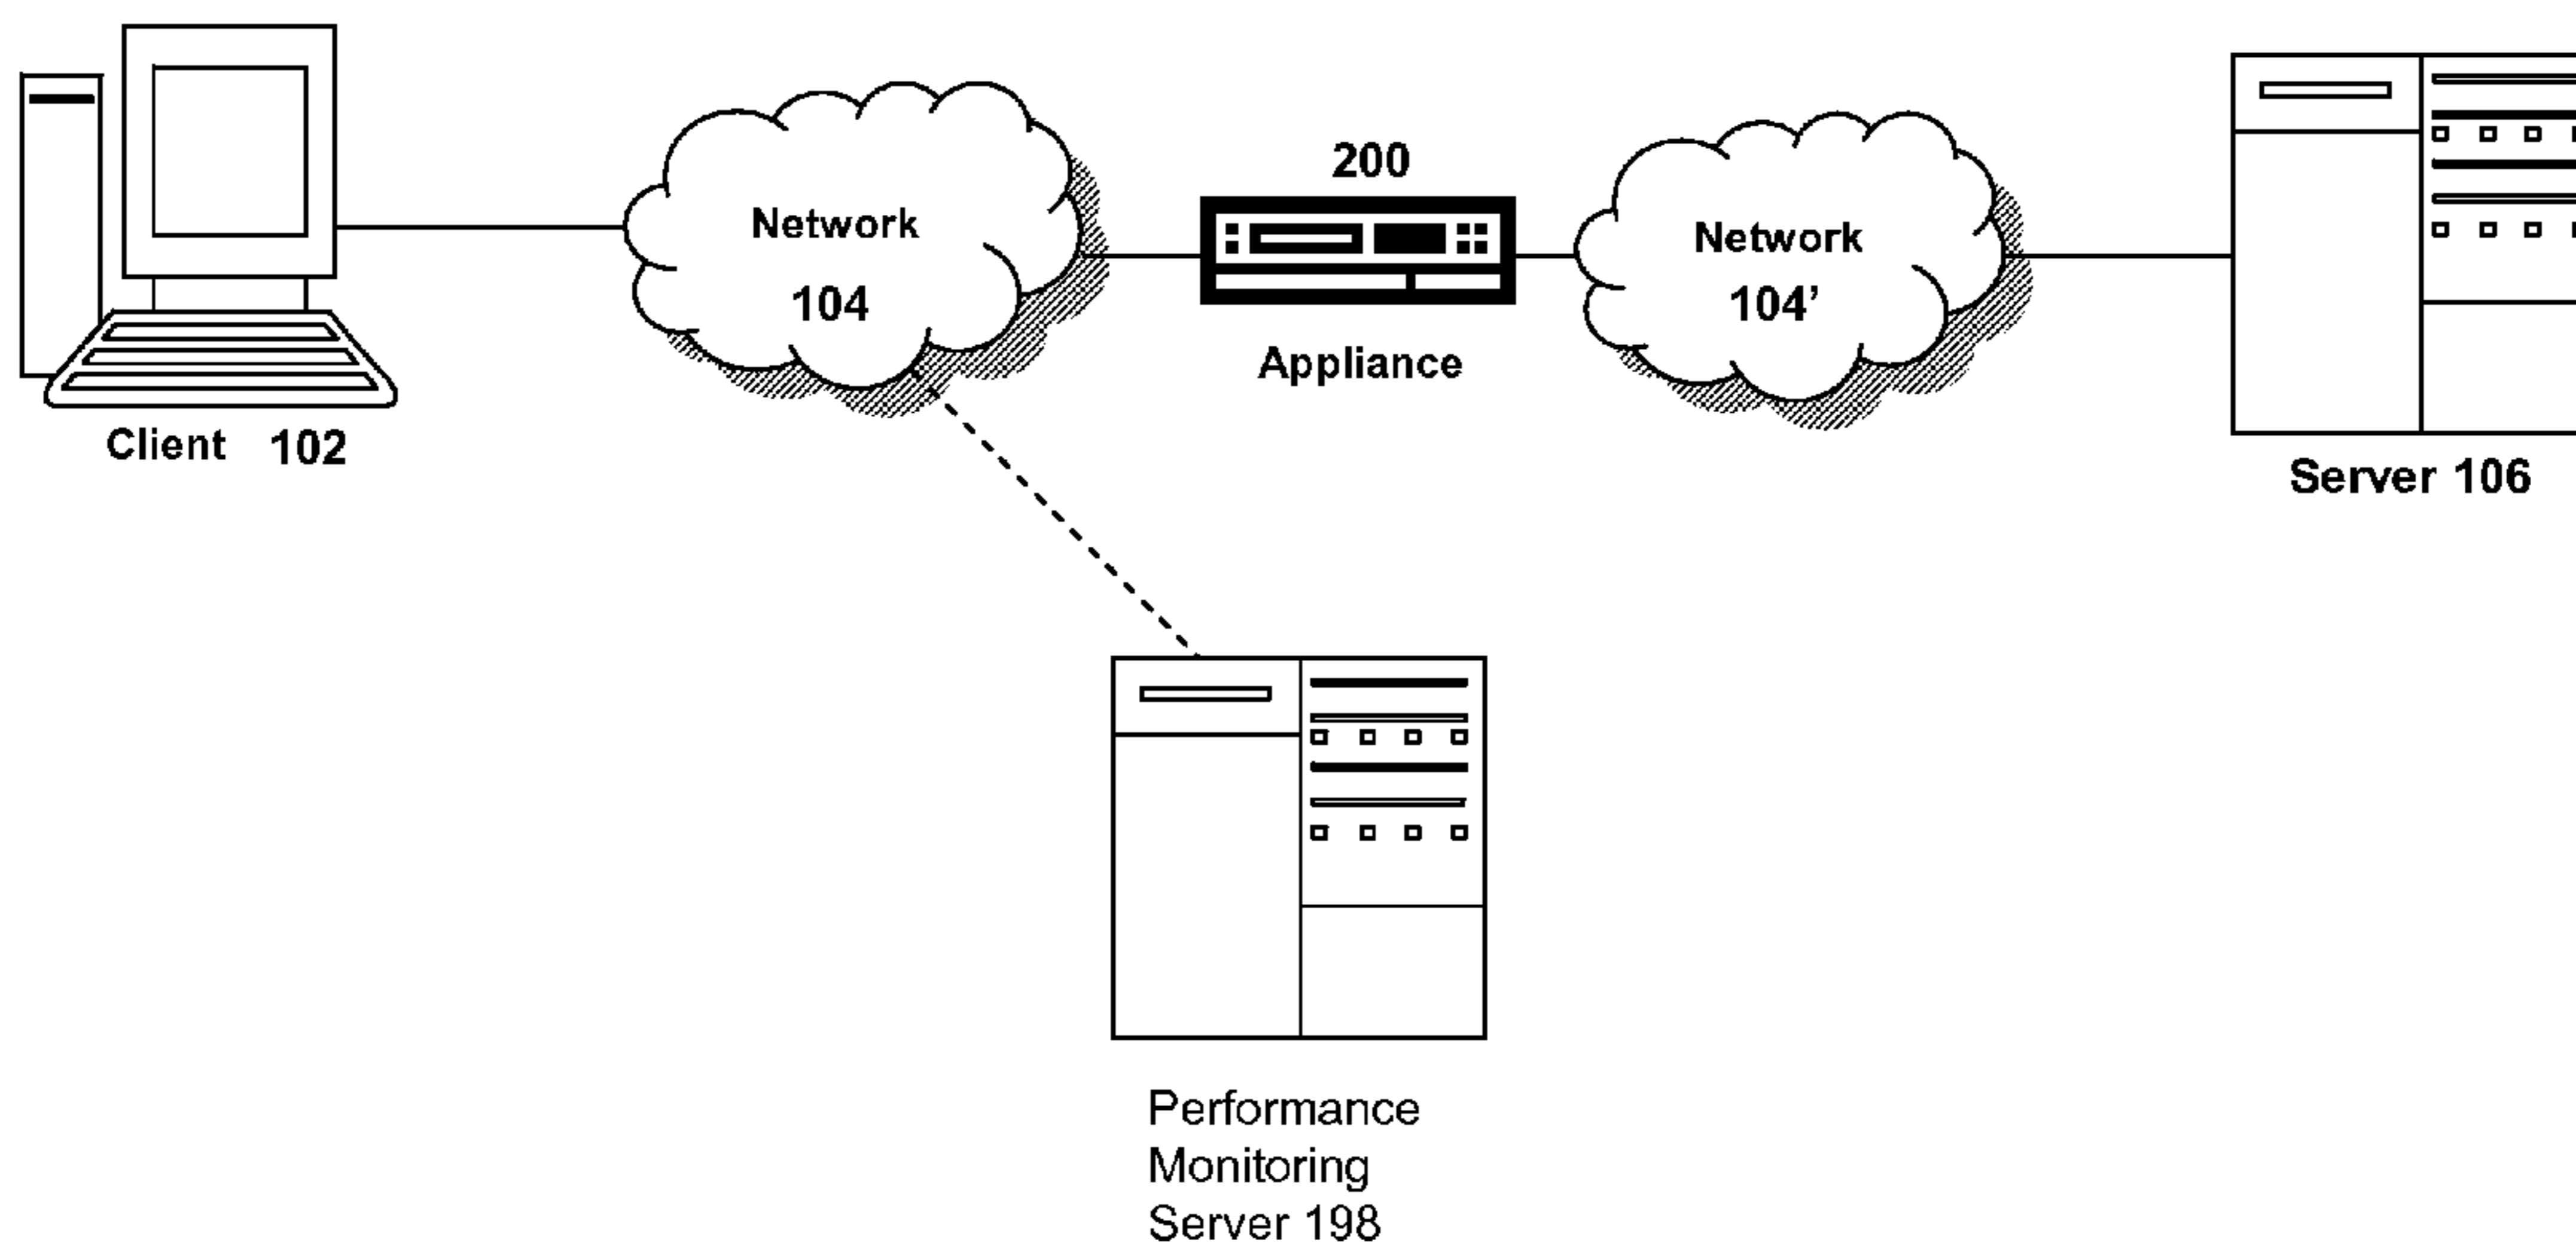 200
Network
104
Network
104’
Appliance
Client 102
Server 106
Performance
Monitoring
Server 198